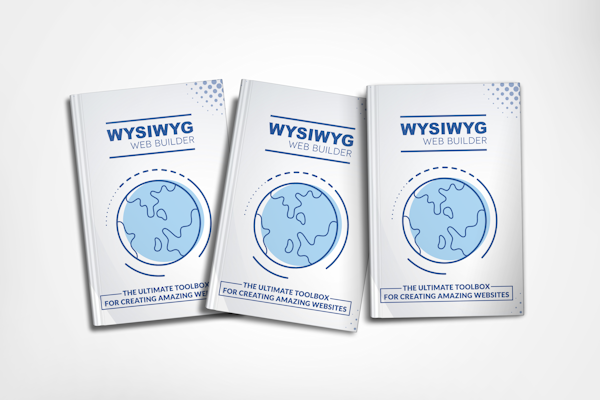 WYSIWYG
WEB BUILDER
THE ULTIMATE TOOLBOX
FOR CREATING AMAZING
WYSIWYG
WEB BUILDER
THE ULTIMATE TOOLBOX
FOR CREATING AMAZING WEBSITES
WYSIWYG
WEB BUILDER
THE ULTIMATE TOOLBOX
FOR CREATING AMAZING WEBSITES